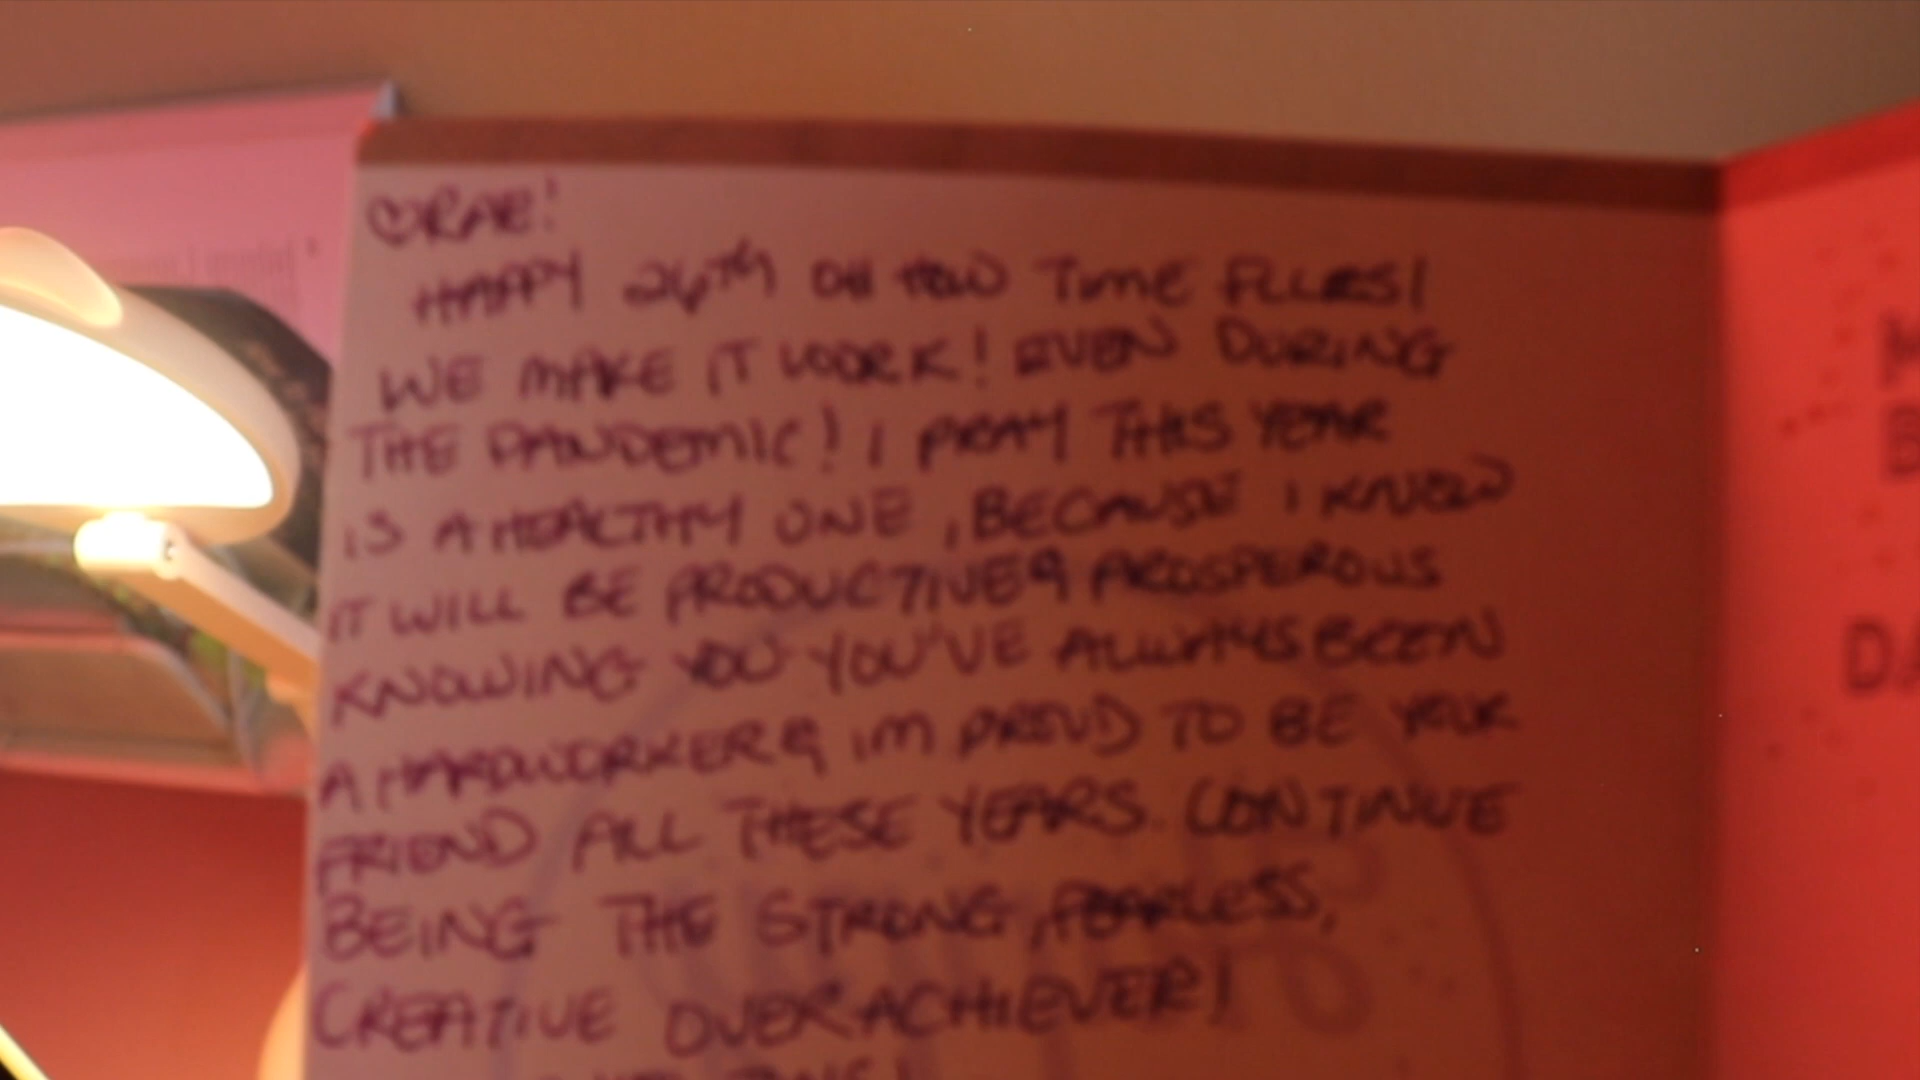 ♡RAE!
HAPPY 26TH OH HOW TIME FLIES!
WE MAKE IT WORK! EVEN DURING
THE PANDEMIC! I PRAY THIS YEAR
IS A HEALTHY ONE, BECAUSE I KNOW
IT WILL BE PRODUCTIVE & PROSPEROUS
KNOWING YOU YOU'VE ALWAYS BEEN
A HARDWORKER & IM PROUD TO BE YOUR
FRIEND ALL THESE YEARS. CONTINUE
BEING THE STRONG, FEARLESS,
CREATIVE OVERACHIEVER!